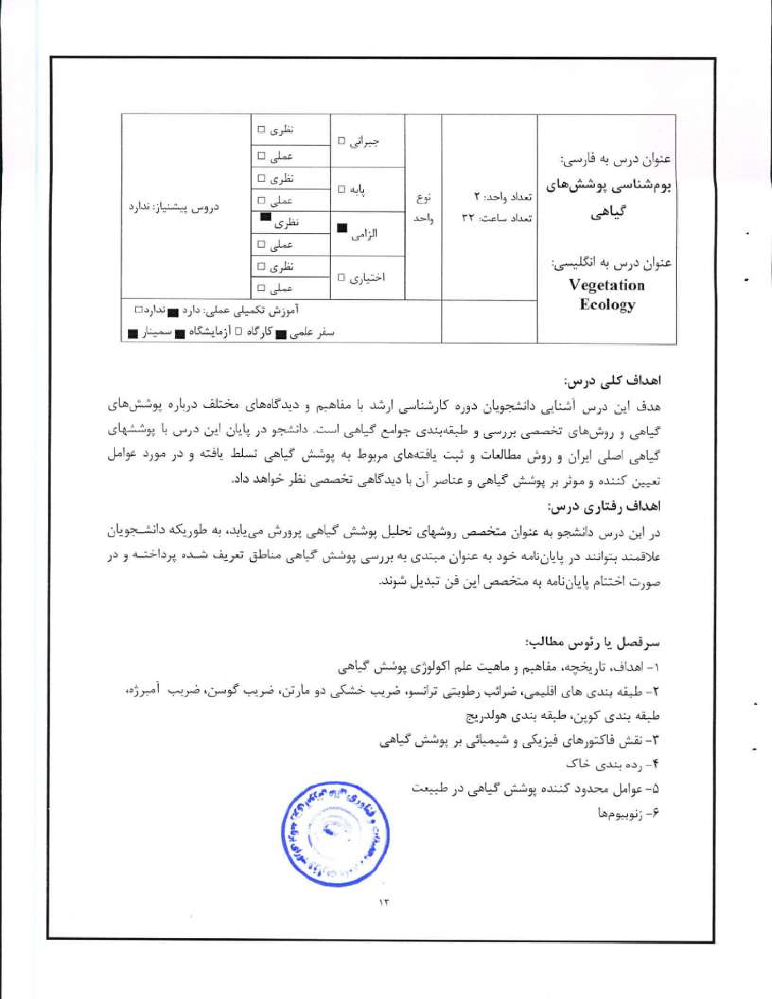 عنوان درس به فارسی:
بوم‌شناسی پوشش‌های
گیاهی
عنوان درس به انگلیسی:
Vegetation
Ecology
تعداد واحد: ۲
تعداد ساعت: ۳۲
نوع
واحد
جبرانی □
نظری □
عملی □
پایه □
نظری □
عملی □
الزامی ■
نظری ■
عملی □
اختیاری □
نظری □
عملی □
دروس پیشنیاز: ندارد
آموزش تکمیلی عملی: دارد ■ ندارد□
سفر علمی ■ کارگاه □ آزمایشگاه ■ سمینار ■
اهداف کلی درس:
هدف این درس آشنایی دانشجویان دوره کارشناسی ارشد با مفاهیم و دیدگاه‌های مختلف درباره پوشش‌های
گیاهی و روش‌های تخصصی بررسی و طبقه‌بندی جوامع گیاهی است. دانشجو در پایان این درس با پوششهای
گیاهی اصلی ایران و روش مطالعات و ثبت یافته‌های مربوط به پوشش گیاهی تسلط یافته و در مورد عوامل
تعیین کننده و موثر بر پوشش گیاهی و عناصر آن با دیدگاهی تخصصی نظر خواهد داد.
اهداف رفتاری درس:
در این درس دانشجو به عنوان متخصص روشهای تحلیل پوشش گیاهی پرورش می‌یابد، به طوریکه دانشجویان
علاقمند بتوانند در پایان‌نامه خود به عنوان مبتدی به بررسی پوشش گیاهی مناطق تعریف شده پرداخته و در
صورت اختتام پایان‌نامه به متخصص این فن تبدیل شوند.
سرفصل یا رئوس مطالب:
۱- اهداف، تاریخچه، مفاهیم و ماهیت علم اکولوژی پوشش گیاهی
۲- طبقه بندی های اقلیمی، ضرائب رطوبتی ترانسو، ضریب خشکی دو مارتن، ضریب گوسن، ضریب آمبرژه،
طبقه بندی کوپن، طبقه بندی هولدریج
۳- نقش فاکتورهای فیزیکی و شیمیائی بر پوشش گیاهی
۴- رده بندی خاک
۵- عوامل محدود کننده پوشش گیاهی در طبیعت
۶- زنوبیوم‌ها
۱۲